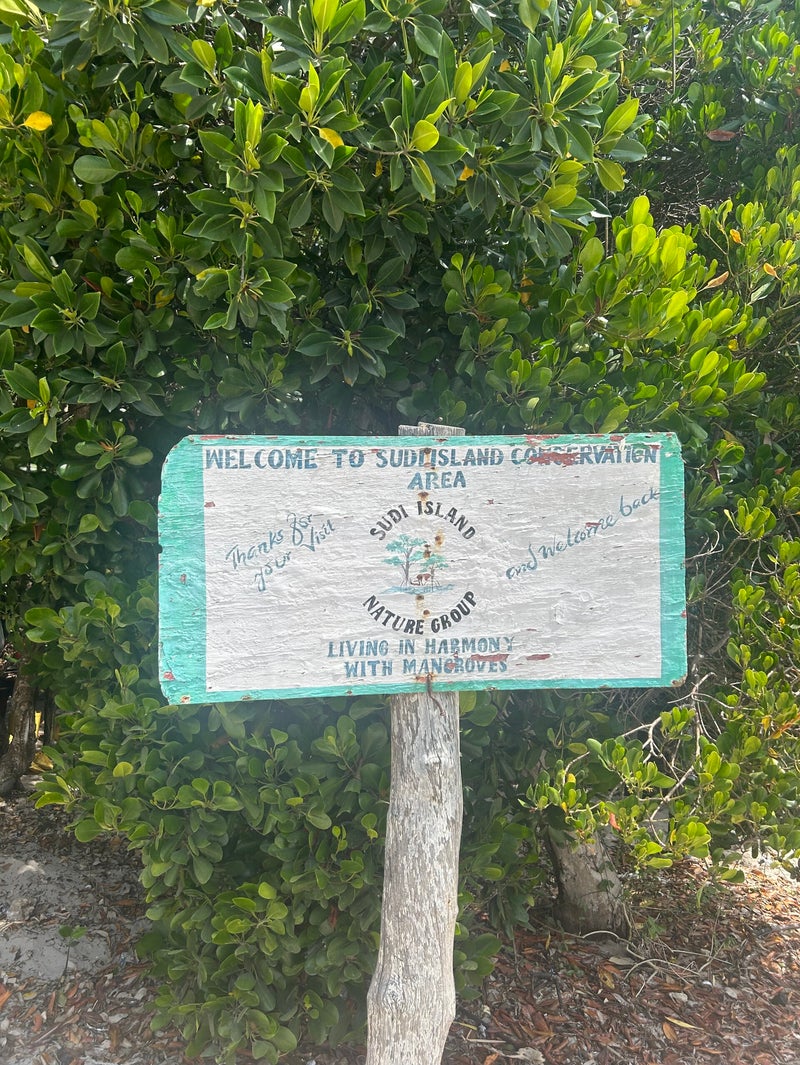 WELCOME TO SUDI ISLAND CONSERVATION
AREA
Thanks for
your Visit
SUDI ISLAND
NATURE GROUP
and Welcome back
LIVING IN HARMONY
WITH MANGROVES